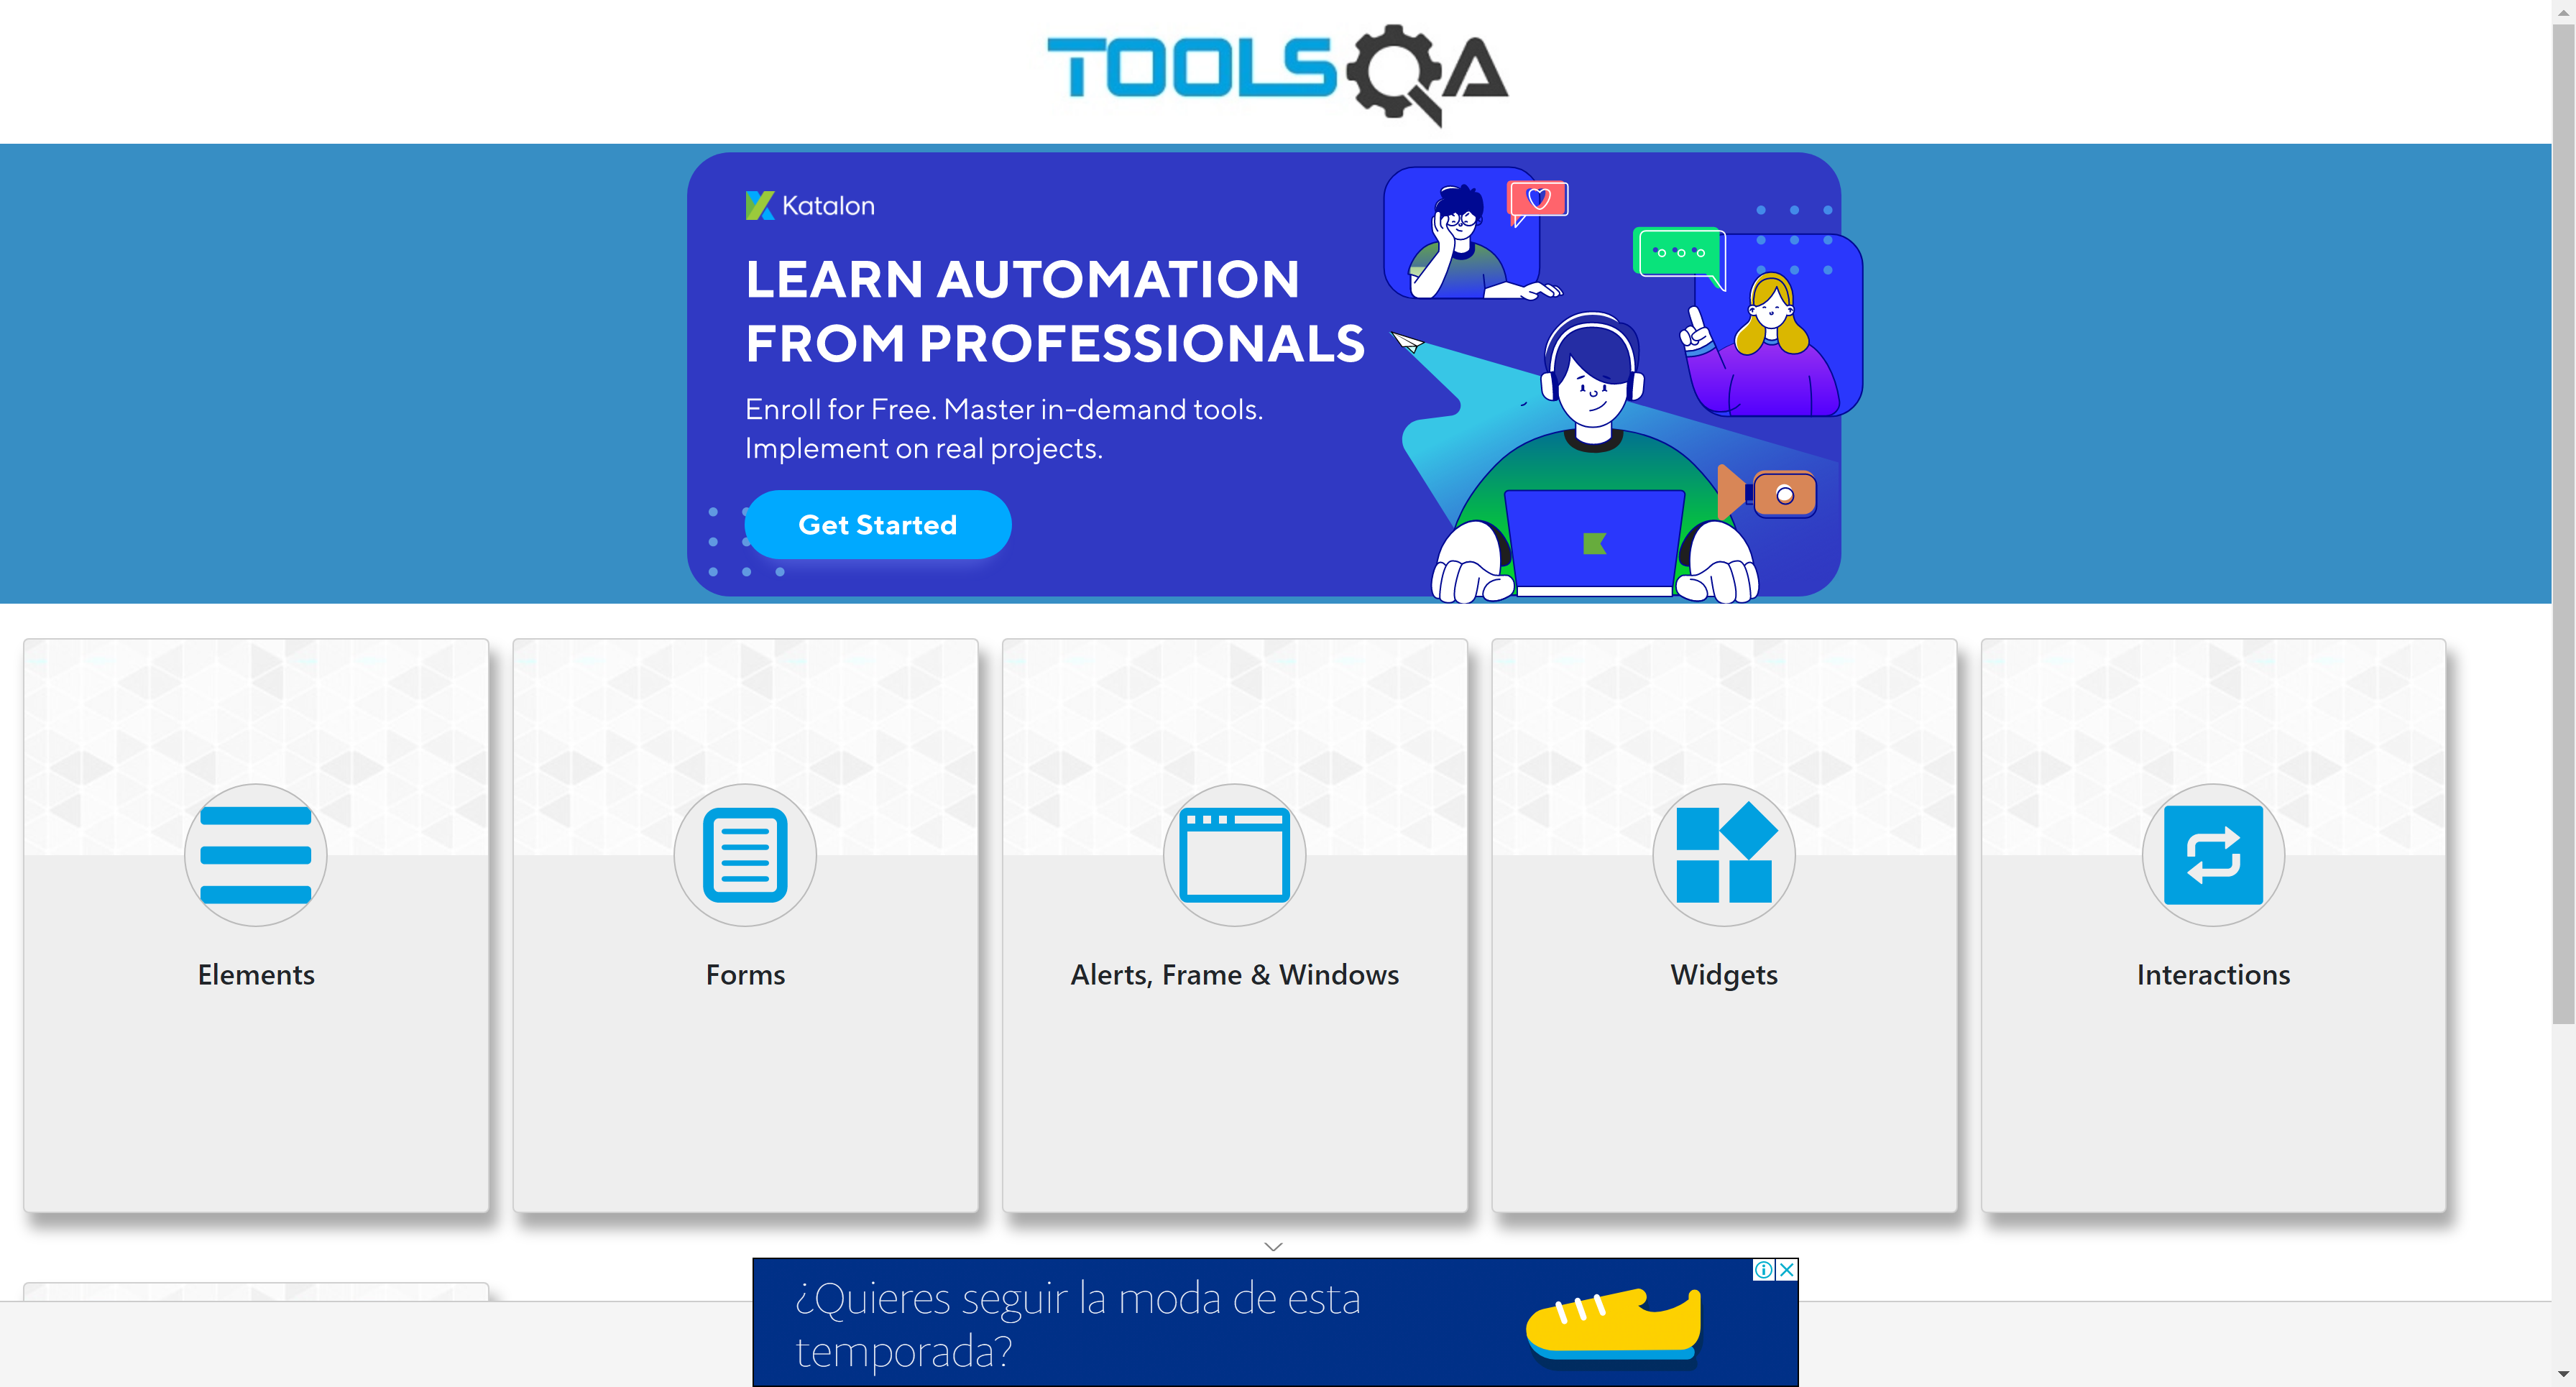 TOOLSQA
Katalon
LEARN AUTOMATION
FROM PROFESSIONALS
Enroll for Free. Master in-demand tools.
Implement on real projects.
Get Started
Elements
Forms
Alerts, Frame & Windows
Widgets
Interactions
¿Quieres seguir la moda de esta
temporada?